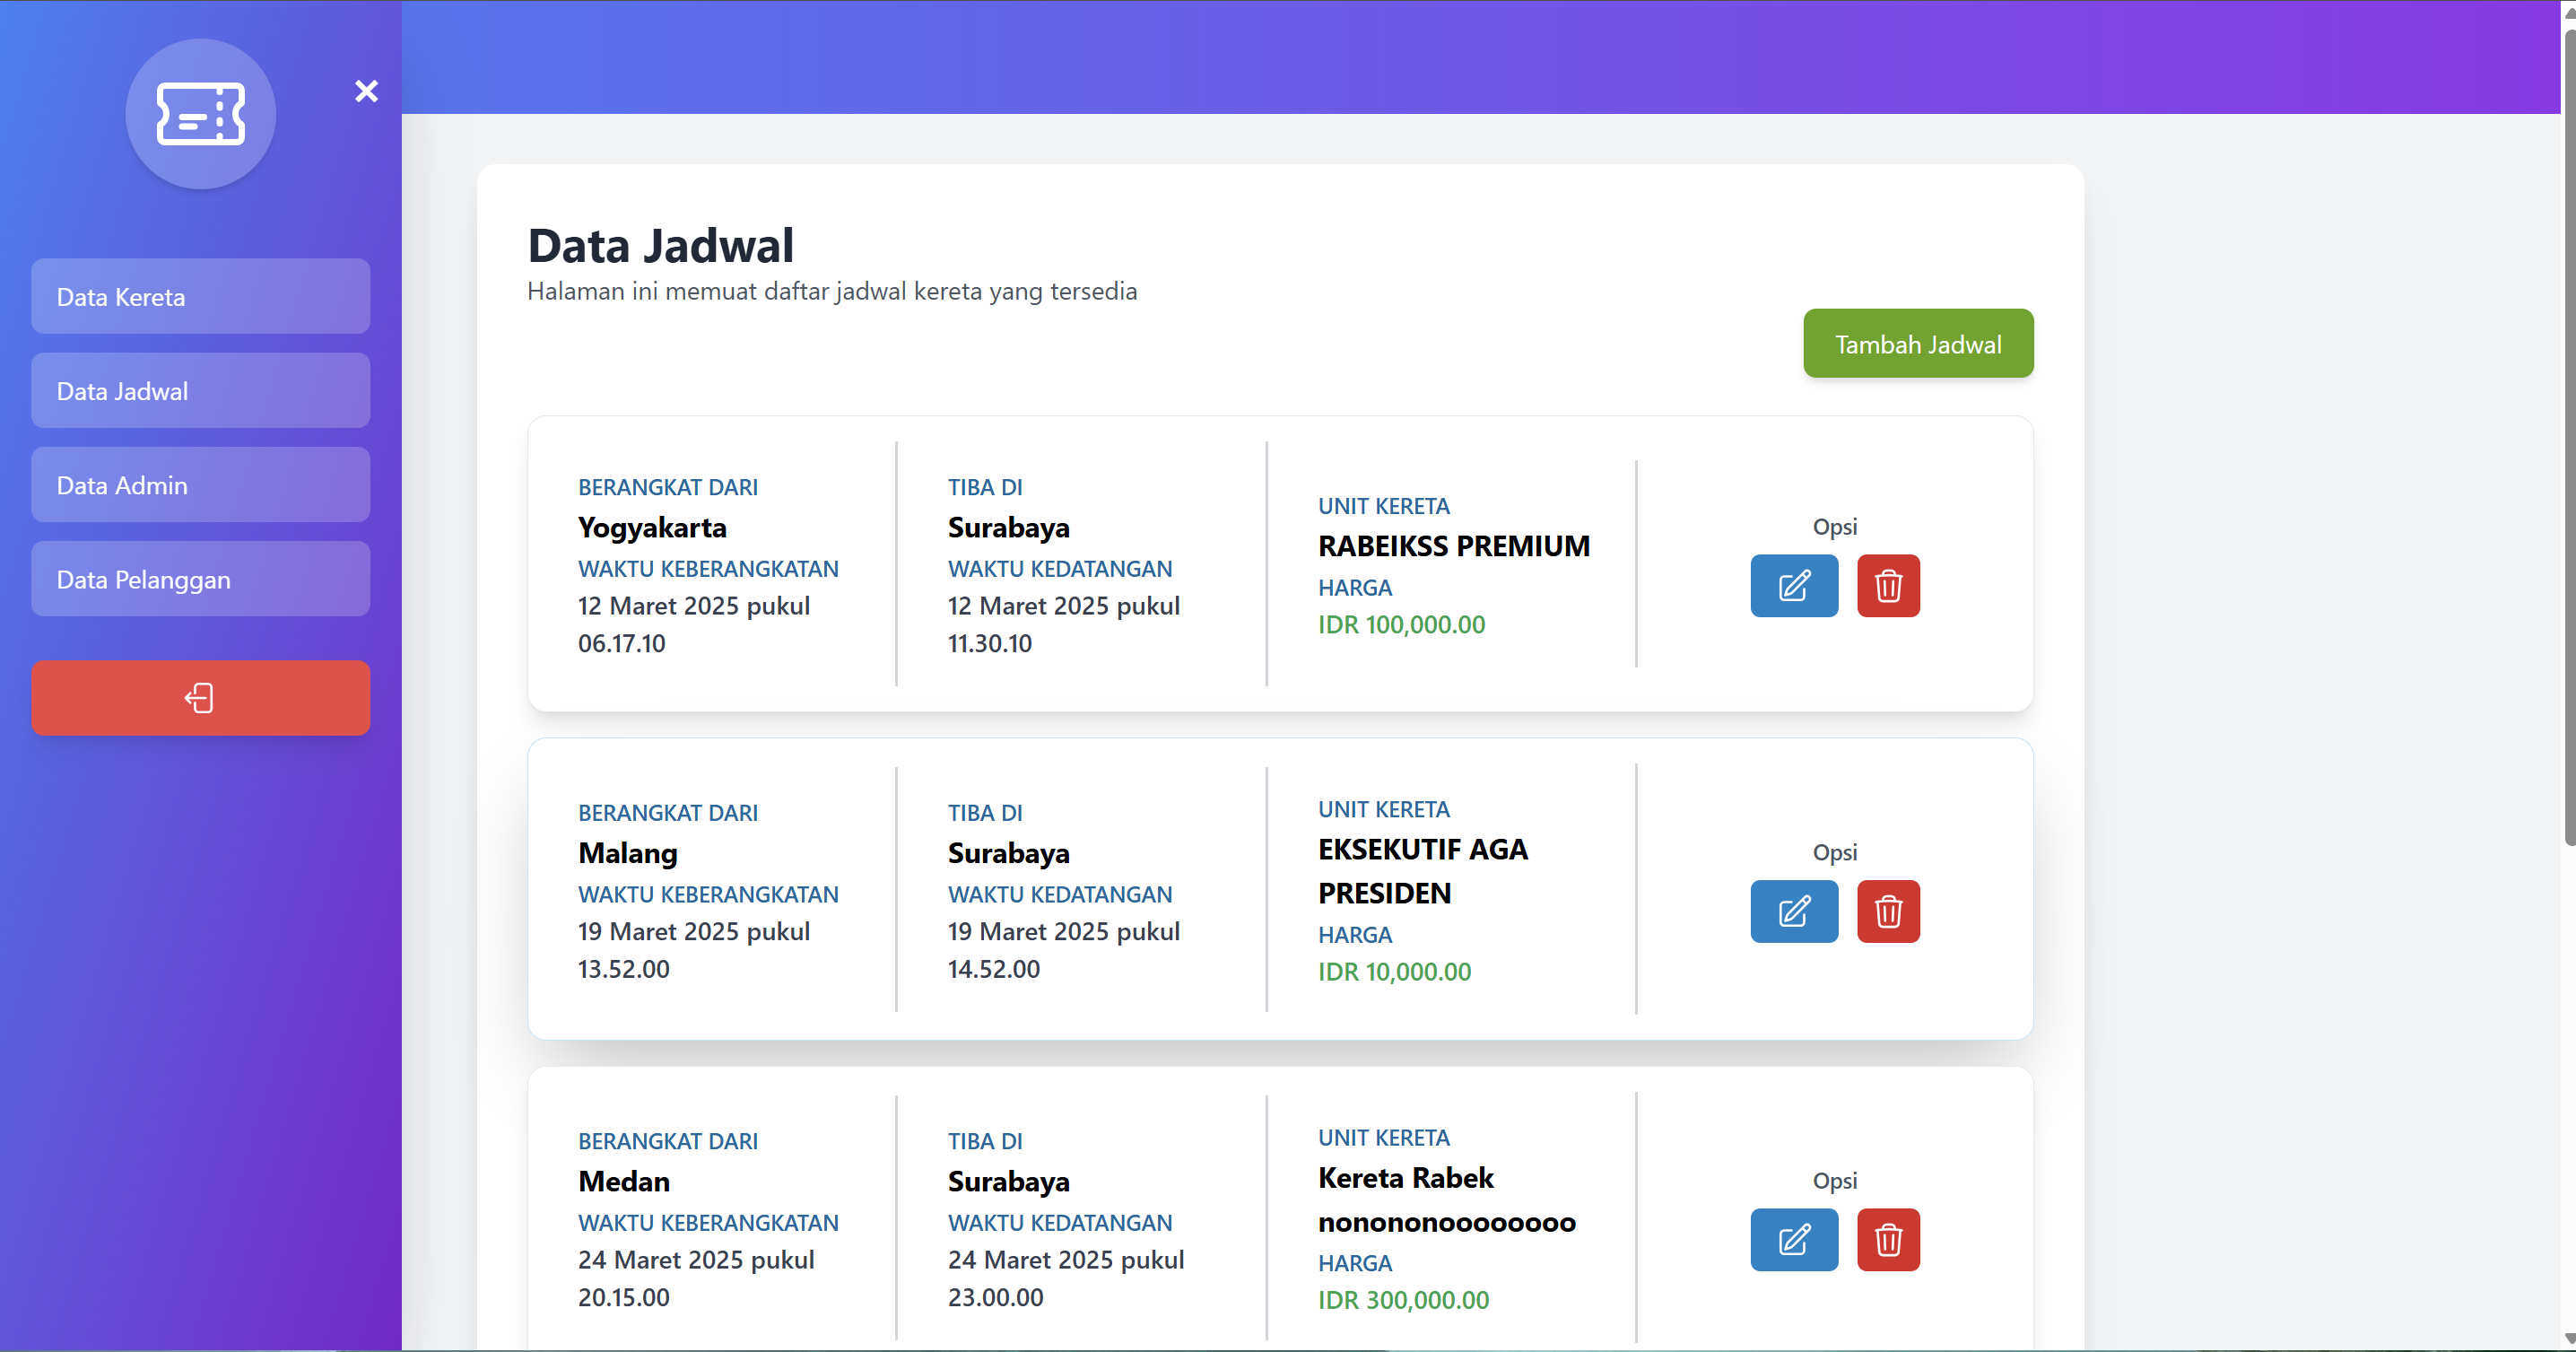 Data Kereta
Data Jadwal
Data Admin
Data Pelanggan
Data Jadwal
Halaman ini memuat daftar jadwal kereta yang tersedia
Tambah Jadwal
BERANGKAT DARI
Yogyakarta
WAKTU KEBERANGKATAN
12 Maret 2025 pukul
06.17.10
TIBA DI
Surabaya
WAKTU KEDATANGAN
12 Maret 2025 pukul
11.30.10
UNIT KERETA
RABEIKSS PREMIUM
HARGA
IDR 100,000.00
Opsi
BERANGKAT DARI
Malang
WAKTU KEBERANGKATAN
19 Maret 2025 pukul
13.52.00
TIBA DI
Surabaya
WAKTU KEDATANGAN
19 Maret 2025 pukul
14.52.00
UNIT KERETA
EKSEKUTIF AGA
PRESIDEN
HARGA
IDR 10,000.00
Opsi
BERANGKAT DARI
Medan
WAKTU KEBERANGKATAN
24 Maret 2025 pukul
20.15.00
TIBA DI
Surabaya
WAKTU KEDATANGAN
24 Maret 2025 pukul
23.00.00
UNIT KERETA
Kereta Rabek
nonononoooooooo
HARGA
IDR 300,000.00
Opsi